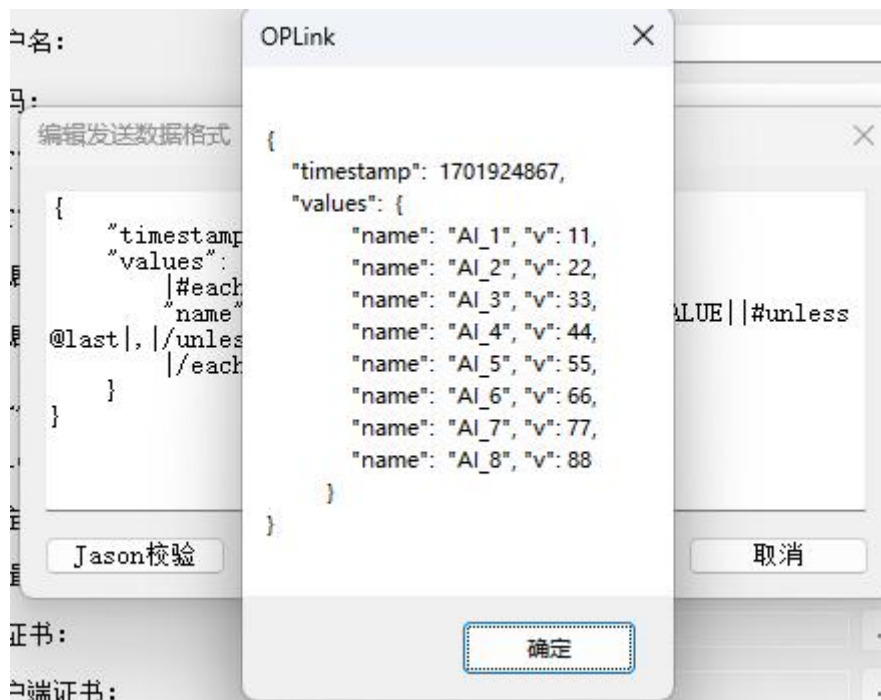 户名：
码：
OPLink
编辑发送数据格式
{
"timestamp
"values":
|#each
"name"
ALUE||#unless
@last|,|/unles
|/each
}
}
{
"timestamp": 1701924867,
"values": {
"name": "AI_1", "v": 11,
"name": "AI_2", "v": 22,
"name": "AI_3", "v": 33,
"name": "AI_4", "v": 44,
"name": "AI_5", "v": 55,
"name": "AI_6", "v": 66,
"name": "AI_7", "v": 77,
"name": "AI_8", "v": 88
}
}
Jason校验
取消
确定
证书：
户端证书：